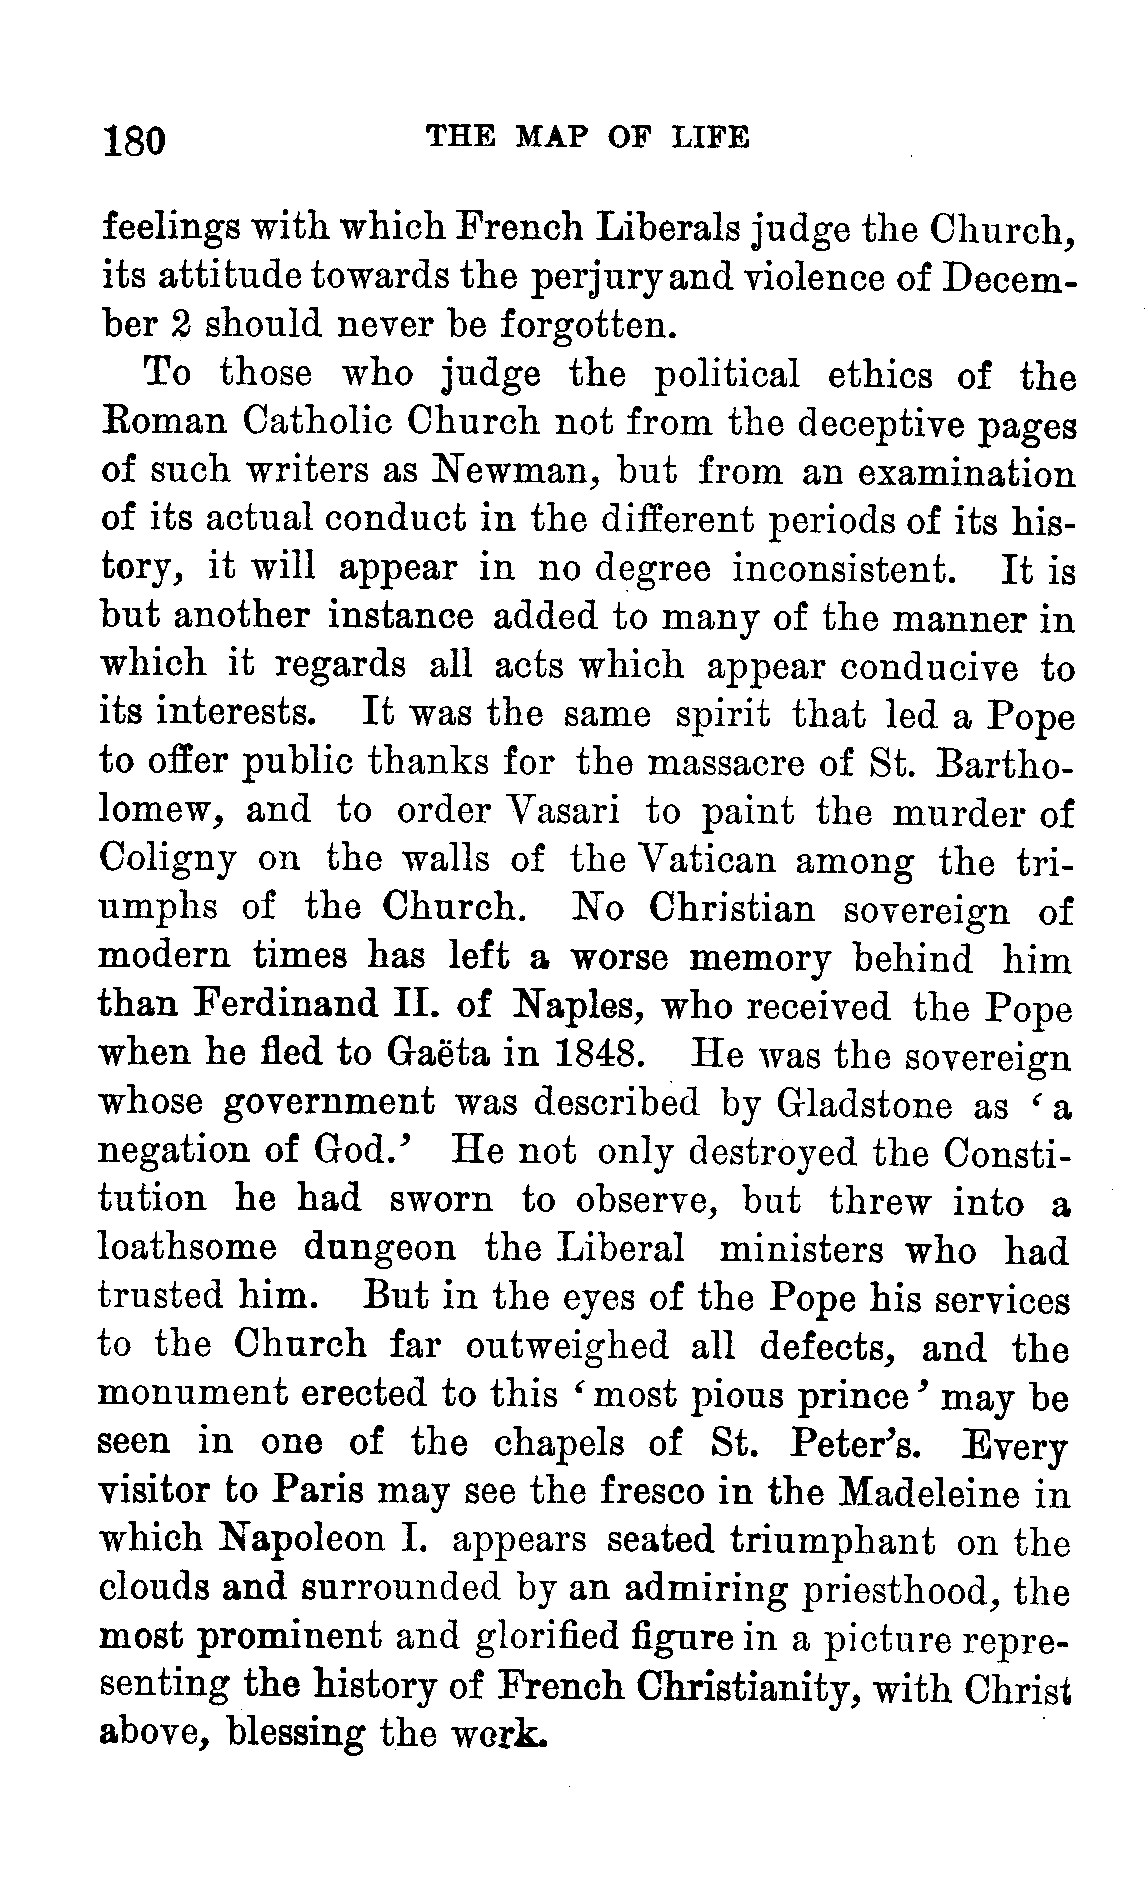 180 THE MAP OF LIFE
feelings with which French Liberals judge the Church,
its attitude towards the perjury and violence of Decem-
ber 2 should never be forgotten.
To those who judge the political ethics of the
Roman Catholic Church not from the deceptive pages
of such writers as Newman, but from an examination
of its actual conduct in the different periods of its his-
tory, it will appear in no degree inconsistent. It is
but another instance added to many of the manner in
which it regards all acts which appear conducive to
its interests. It was the same spirit that led a Pope
to offer public thanks for the massacre of St. Bartho-
lomew, and to order Vasari to paint the murder of
Coligny on the walls of the Vatican among the tri-
umphs of the Church. No Christian sovereign of
modern times has left a worse memory behind him
than Ferdinand II. of Naples, who received the Pope
when he fled to Gaëta in 1848. He was the sovereign
whose government was described by Gladstone as ‘a
negation of God.’ He not only destroyed the Consti-
tution he had sworn to observe, but threw into a
loathsome dungeon the Liberal ministers who had
trusted him. But in the eyes of the Pope his services
to the Church far outweighed all defects, and the
monument erected to this ‘most pious prince’ may be
seen in one of the chapels of St. Peter’s. Every
visitor to Paris may see the fresco in the Madeleine in
which Napoleon I. appears seated triumphant on the
clouds and surrounded by an admiring priesthood, the
most prominent and glorified figure in a picture repre-
senting the history of French Christianity, with Christ
above, blessing the work.